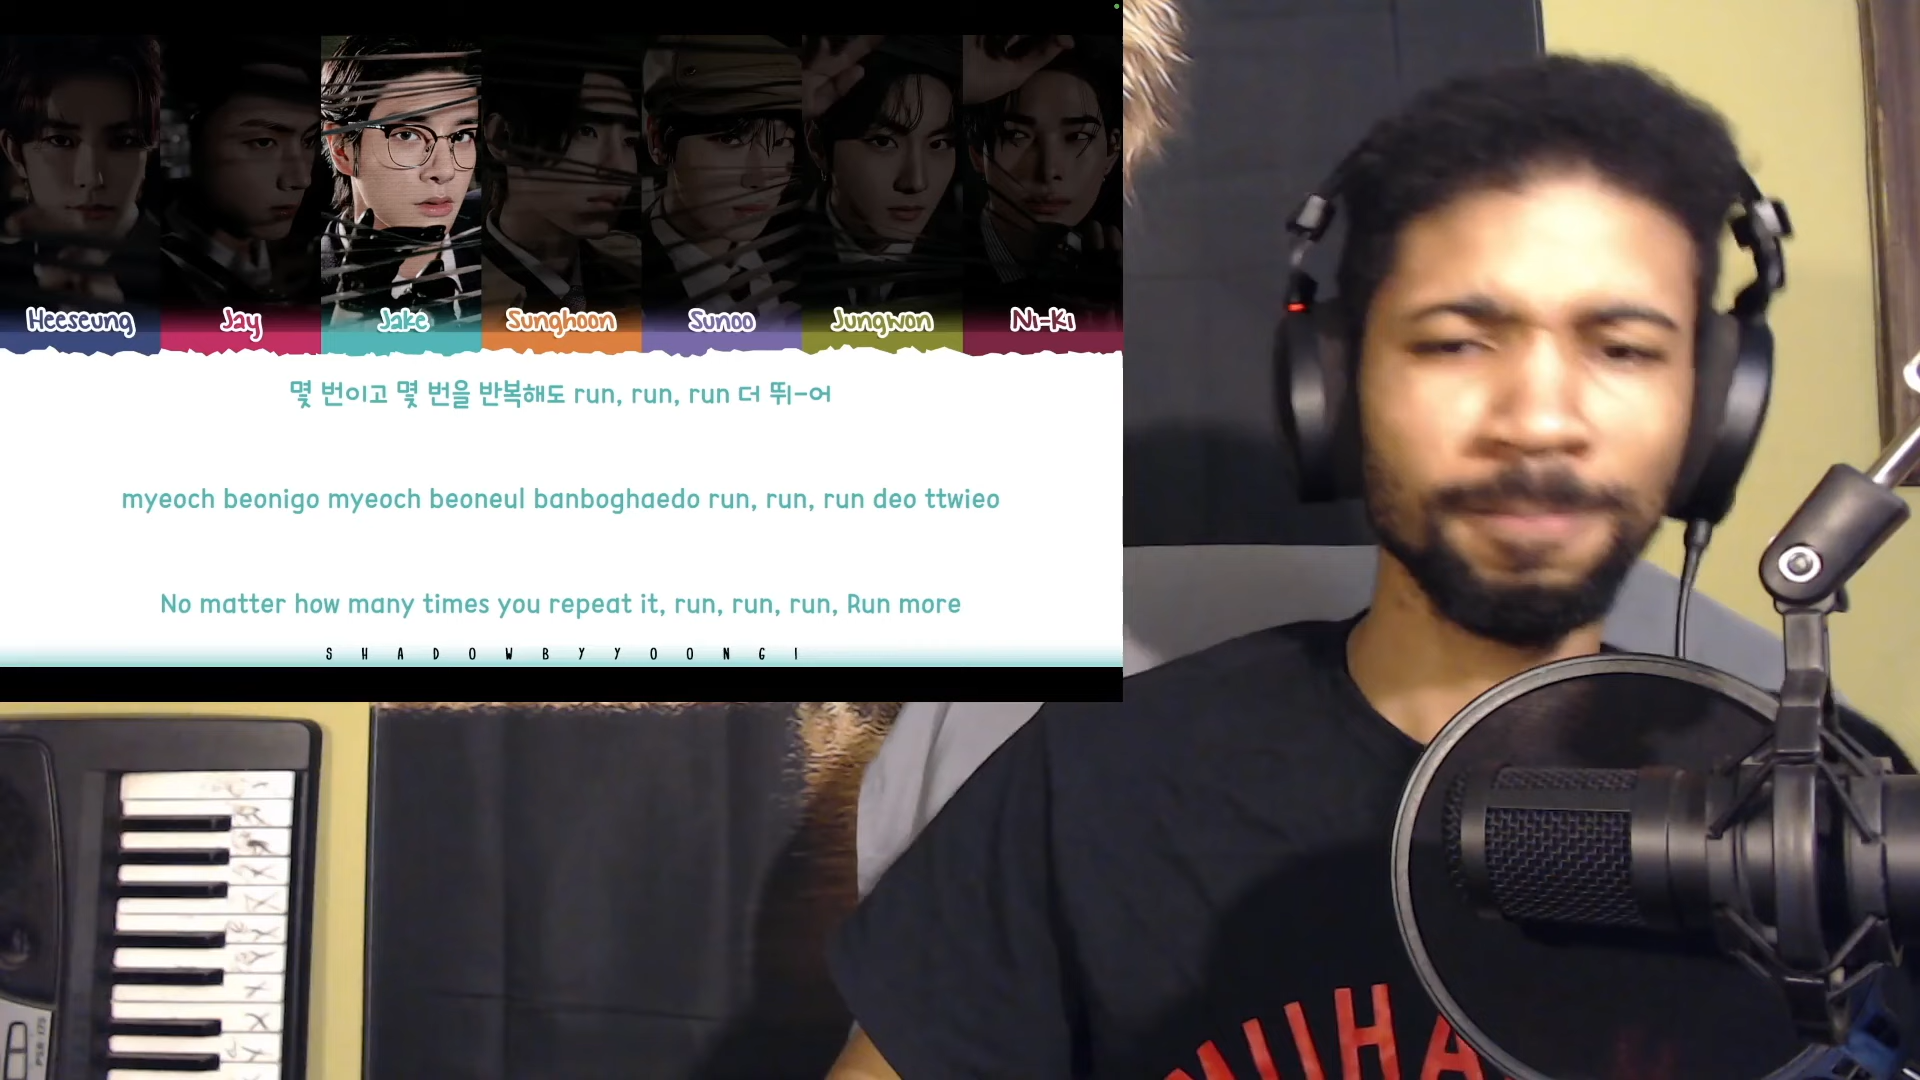 Heeseung
Jay
Jake
Sunghoon
Sunoo
Jungwon
Ni-Ki
몇 번이고 몇 번을 반복해도 run, run, run 더 뛰-어
myeoch beonigo myeoch beoneul banboghaedo run, run, run deo ttwieo
No matter how many times you repeat it, run, run, run, Run more
SHADOWBYYOONGI